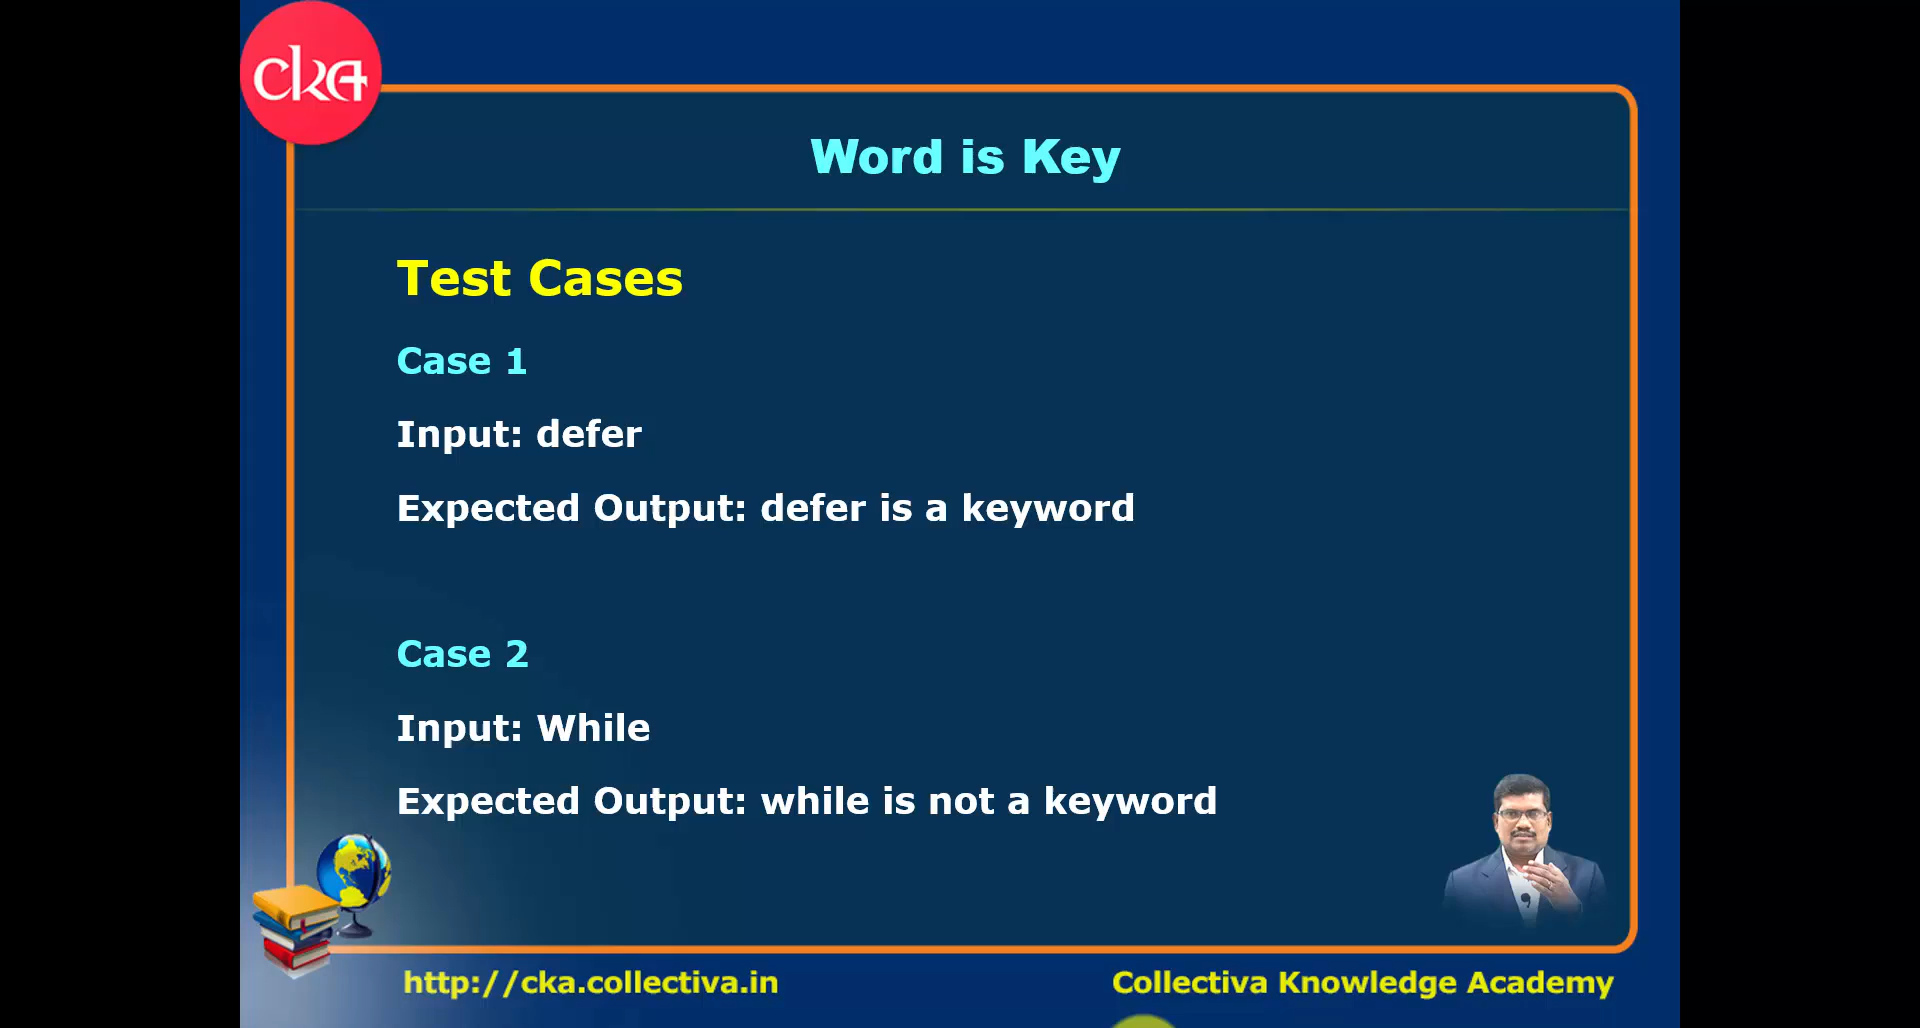 cka
Word is Key
Test Cases
Case 1
Input: defer
Expected Output: defer is a keyword
Case 2
Input: While
Expected Output: while is not a keyword
http://cka.collectiva.in
Collectiva Knowledge Academy